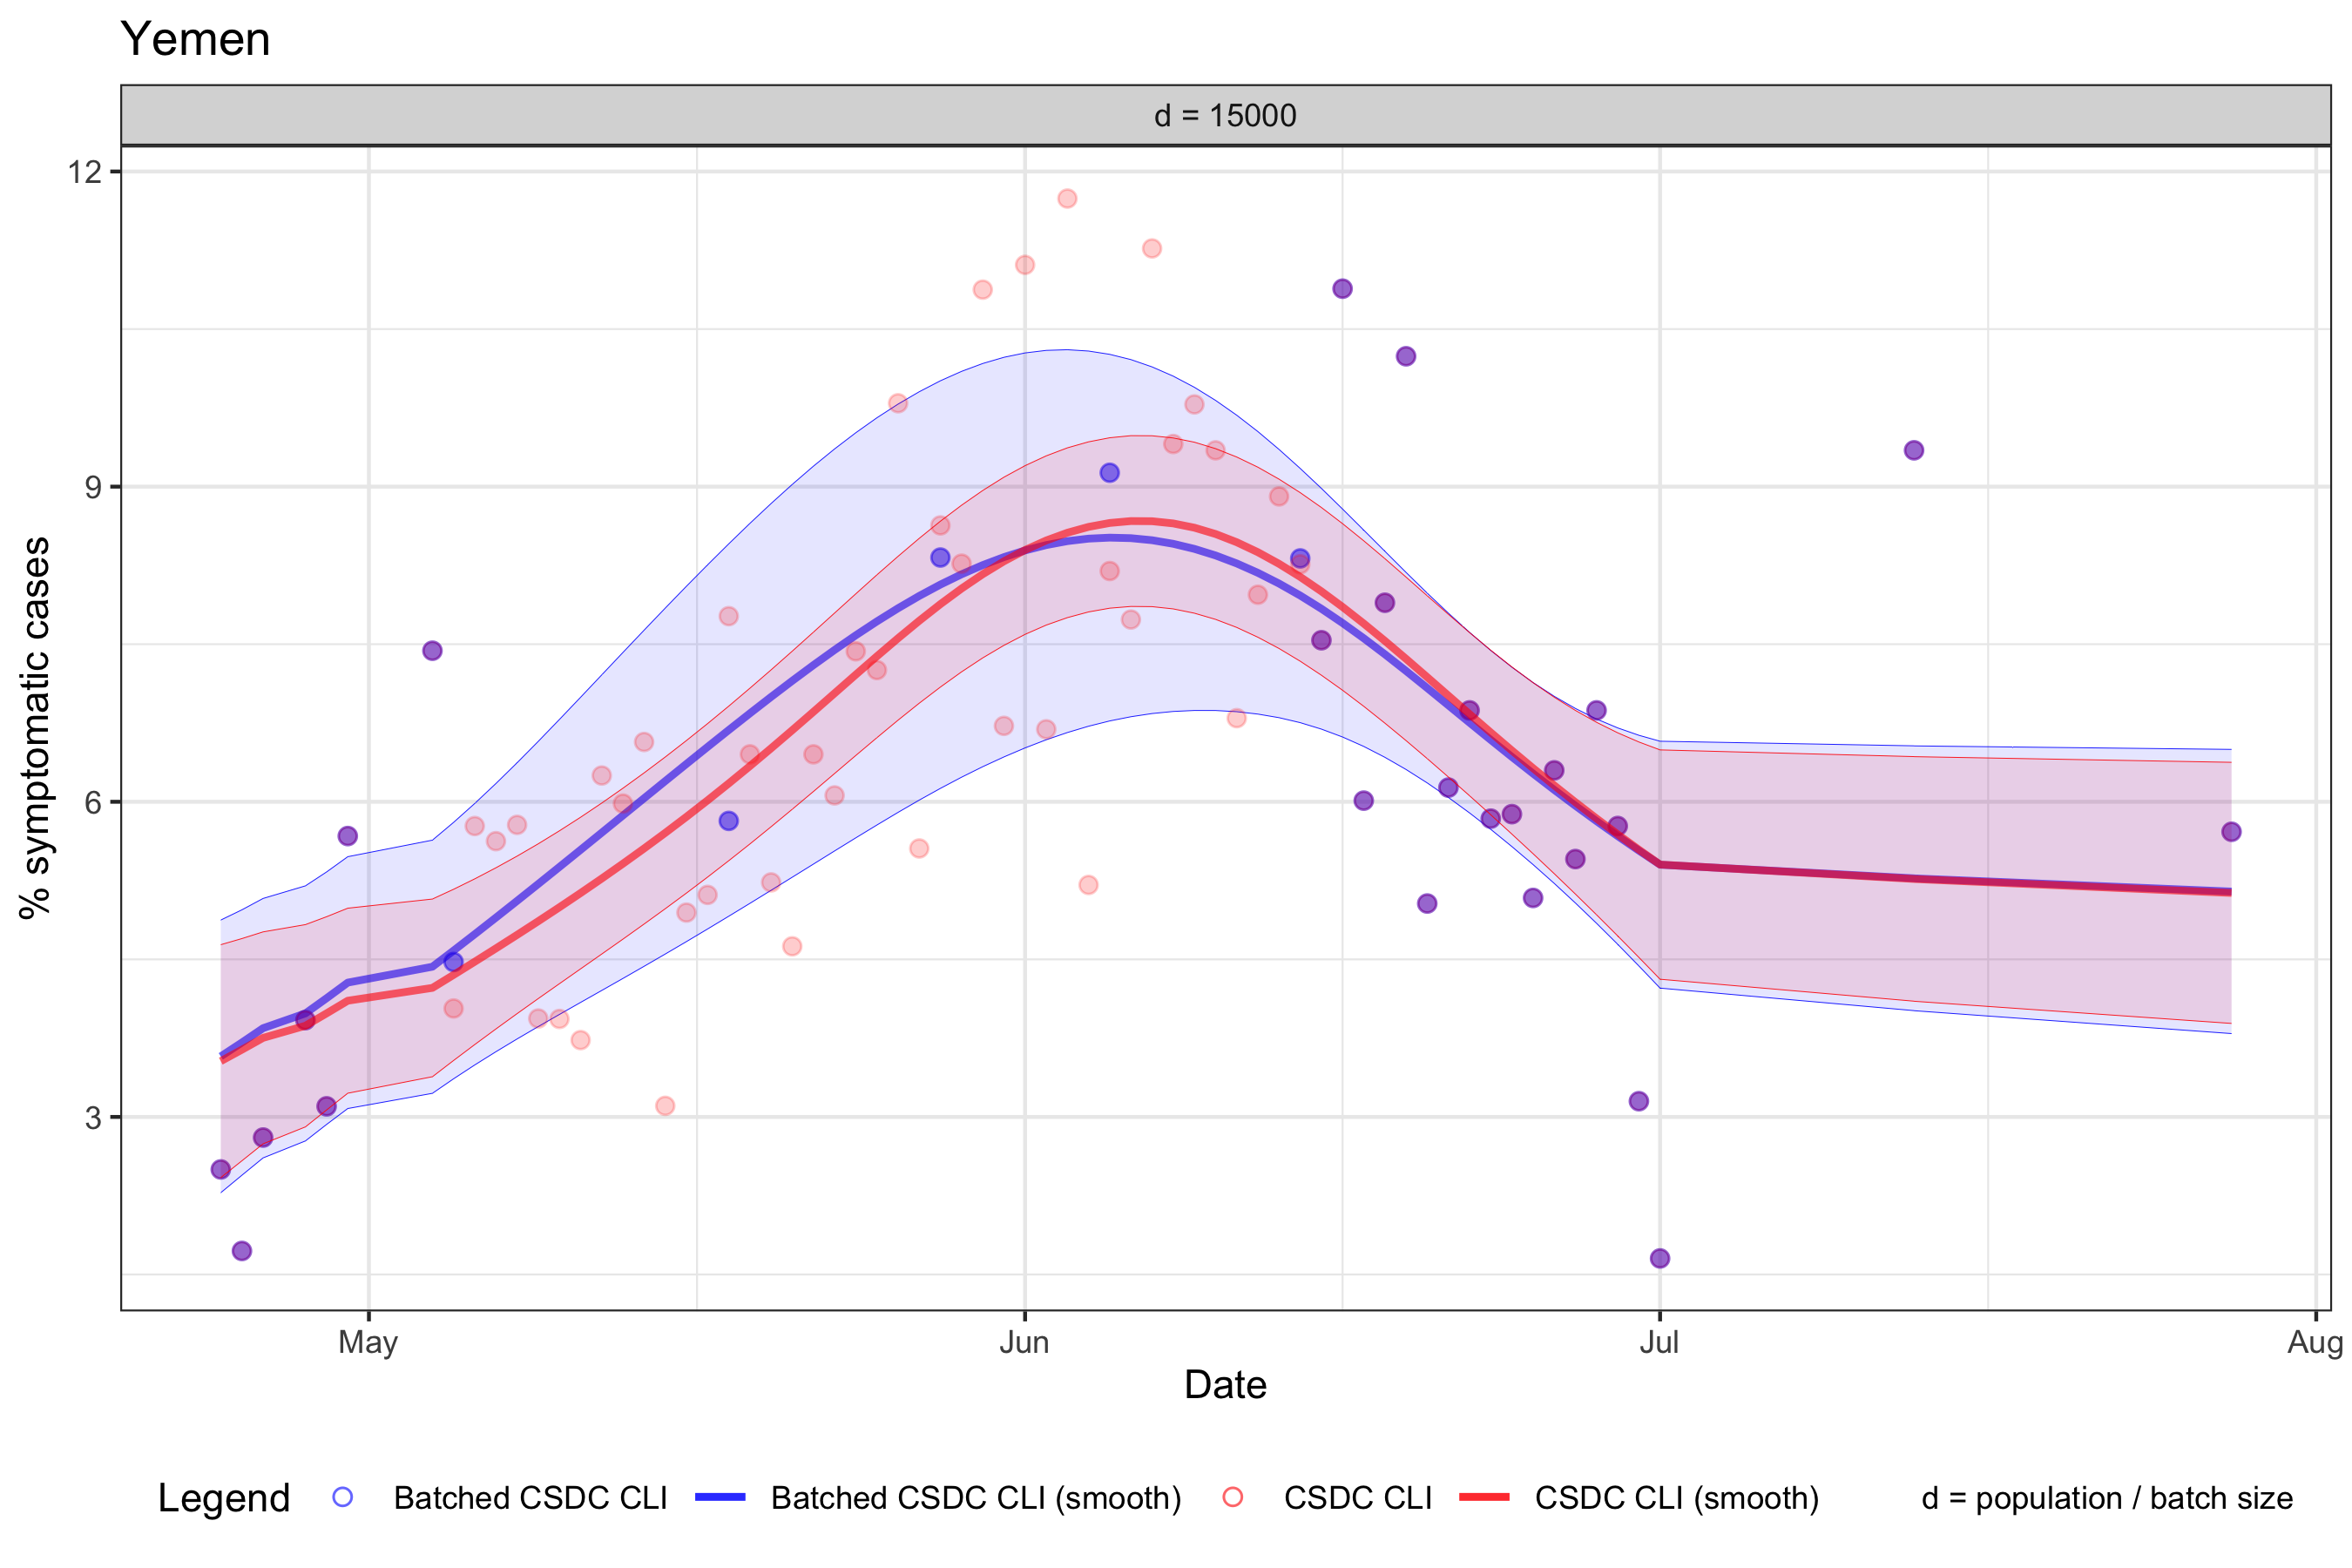 Yemen
d = 15000
12
9
6
3
% symptomatic cases
May
Jun
Jul
Aug
Date
Legend
Batched CSDC CLI
Batched CSDC CLI (smooth)
CSDC CLI
CSDC CLI (smooth)
d = population / batch size